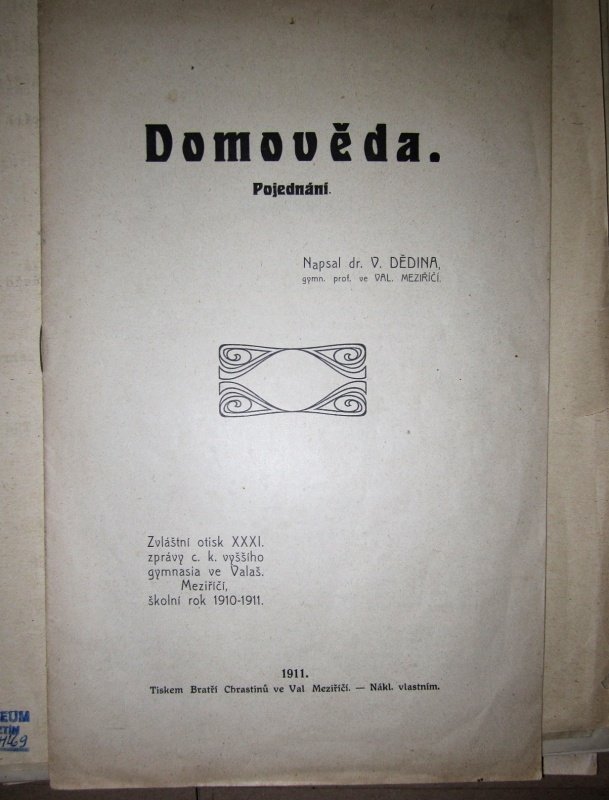 Domověda.
Pojednání.
Napsal dr. V. DĚDINA,
gymn. prof. ve VAL. MEZIŘÍČÍ.
Zvláštní otisk XXXI.
zprávy c. k. vyššího
gymnasia ve Valaš.
Meziříčí,
školní rok 1910-1911.
1911.
Tiskem Bratří Chrastinů ve Val Meziříčí. — Nákl. vlastním.